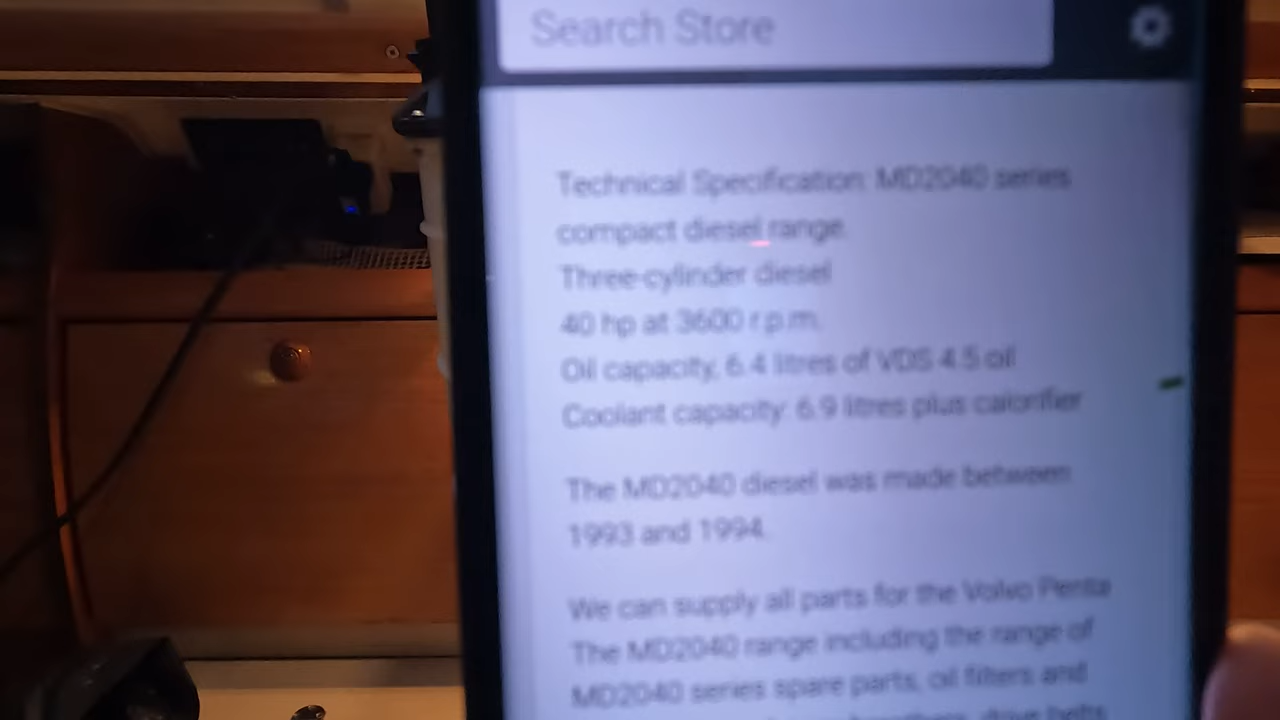 Search Store
Technical Specification: MD2040 series
compact diesel range.
Three-cylinder diesel
40 hp at 3600 r.p.m.
Oil capacity; 6.4 litres of VDS 4.5 oil
Coolant capacity: 6.9 litres plus calorifier
The MD2040 diesel was made between
1993 and 1994.
We can supply all parts for the Volvo Penta
The MD2040 range including the range of
MD2040 series spare parts, oil filters and
drive belts